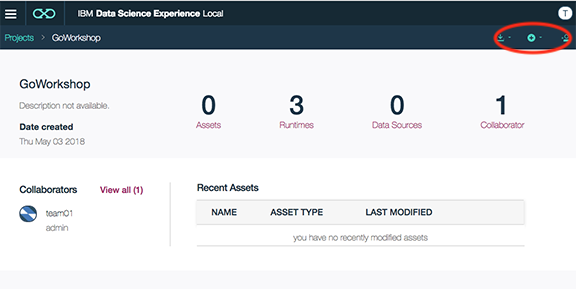 IBM Data Science Experience Local
T
Projects > GoWorkshop
GoWorkshop
Description not available.
Date created
Thu May 03 2018
0
Assets
3
Runtimes
0
Data Sources
1
Collaborator
Collaborators
View all (1)
team01
admin
Recent Assets
NAME ASSET TYPE LAST MODIFIED
you have no recently modified assets